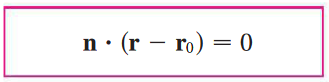 n · (r − r₀) = 0